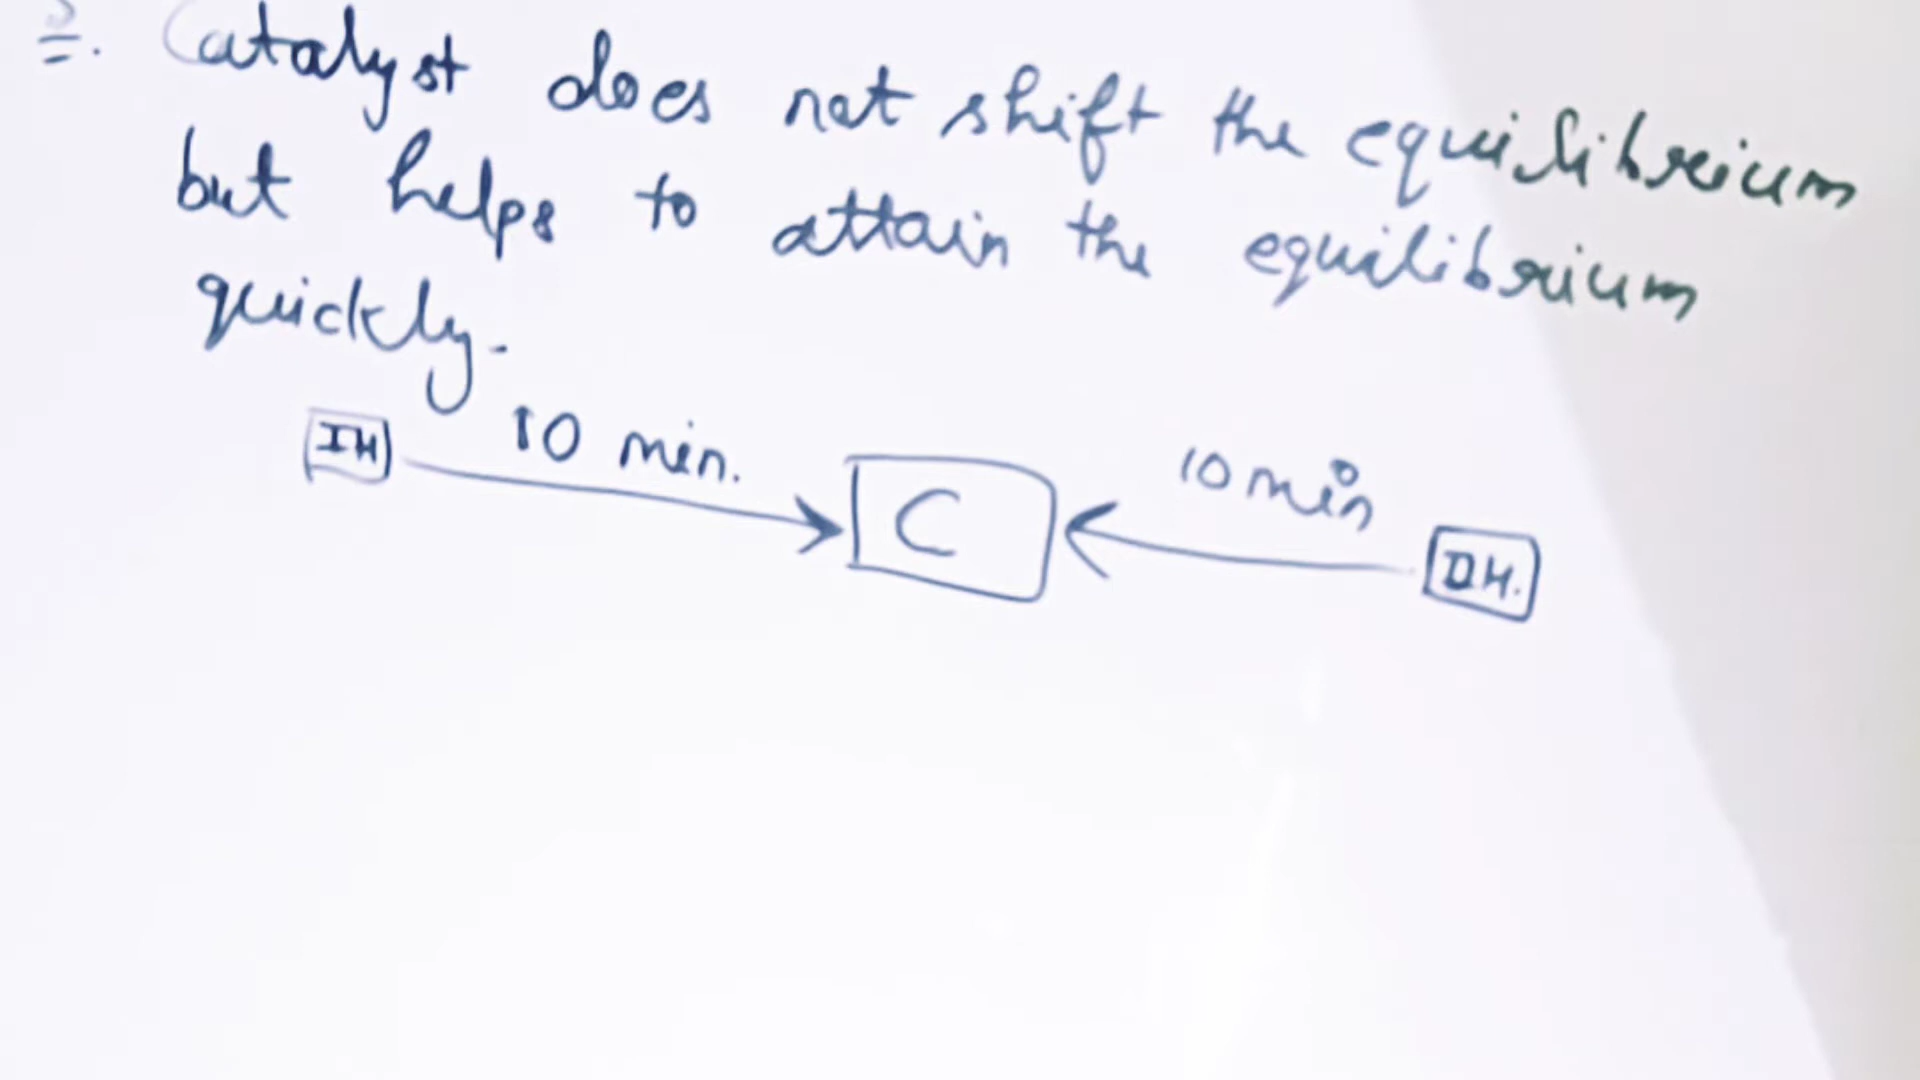 Catalyst does not shift the equilibrium
but helps to attain the equilibrium
quickly.
IH 10 min. C 10 min DH.